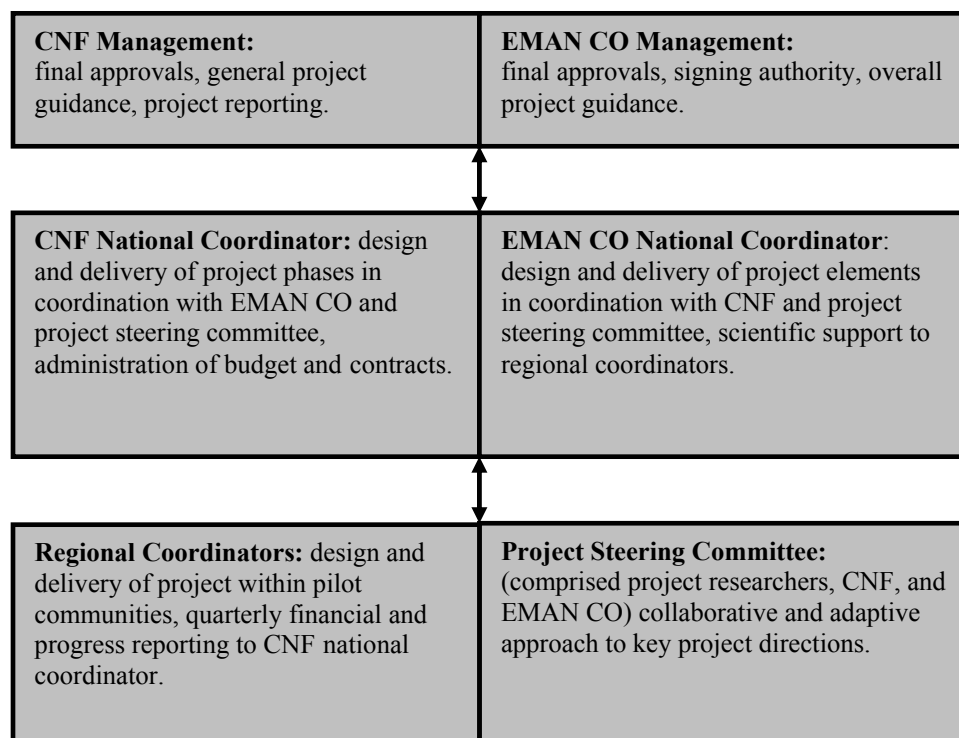 CNF Management:
final approvals, general project
guidance, project reporting.
EMAN CO Management:
final approvals, signing authority, overall
project guidance.
CNF National Coordinator: design
and delivery of project phases in
coordination with EMAN CO and
project steering committee,
administration of budget and contracts.
EMAN CO National Coordinator:
design and delivery of project elements
in coordination with CNF and project
steering committee, scientific support to
regional coordinators.
Regional Coordinators: design and
delivery of project within pilot
communities, quarterly financial and
progress reporting to CNF national
coordinator.
Project Steering Committee:
(comprised project researchers, CNF, and
EMAN CO) collaborative and adaptive
approach to key project directions.